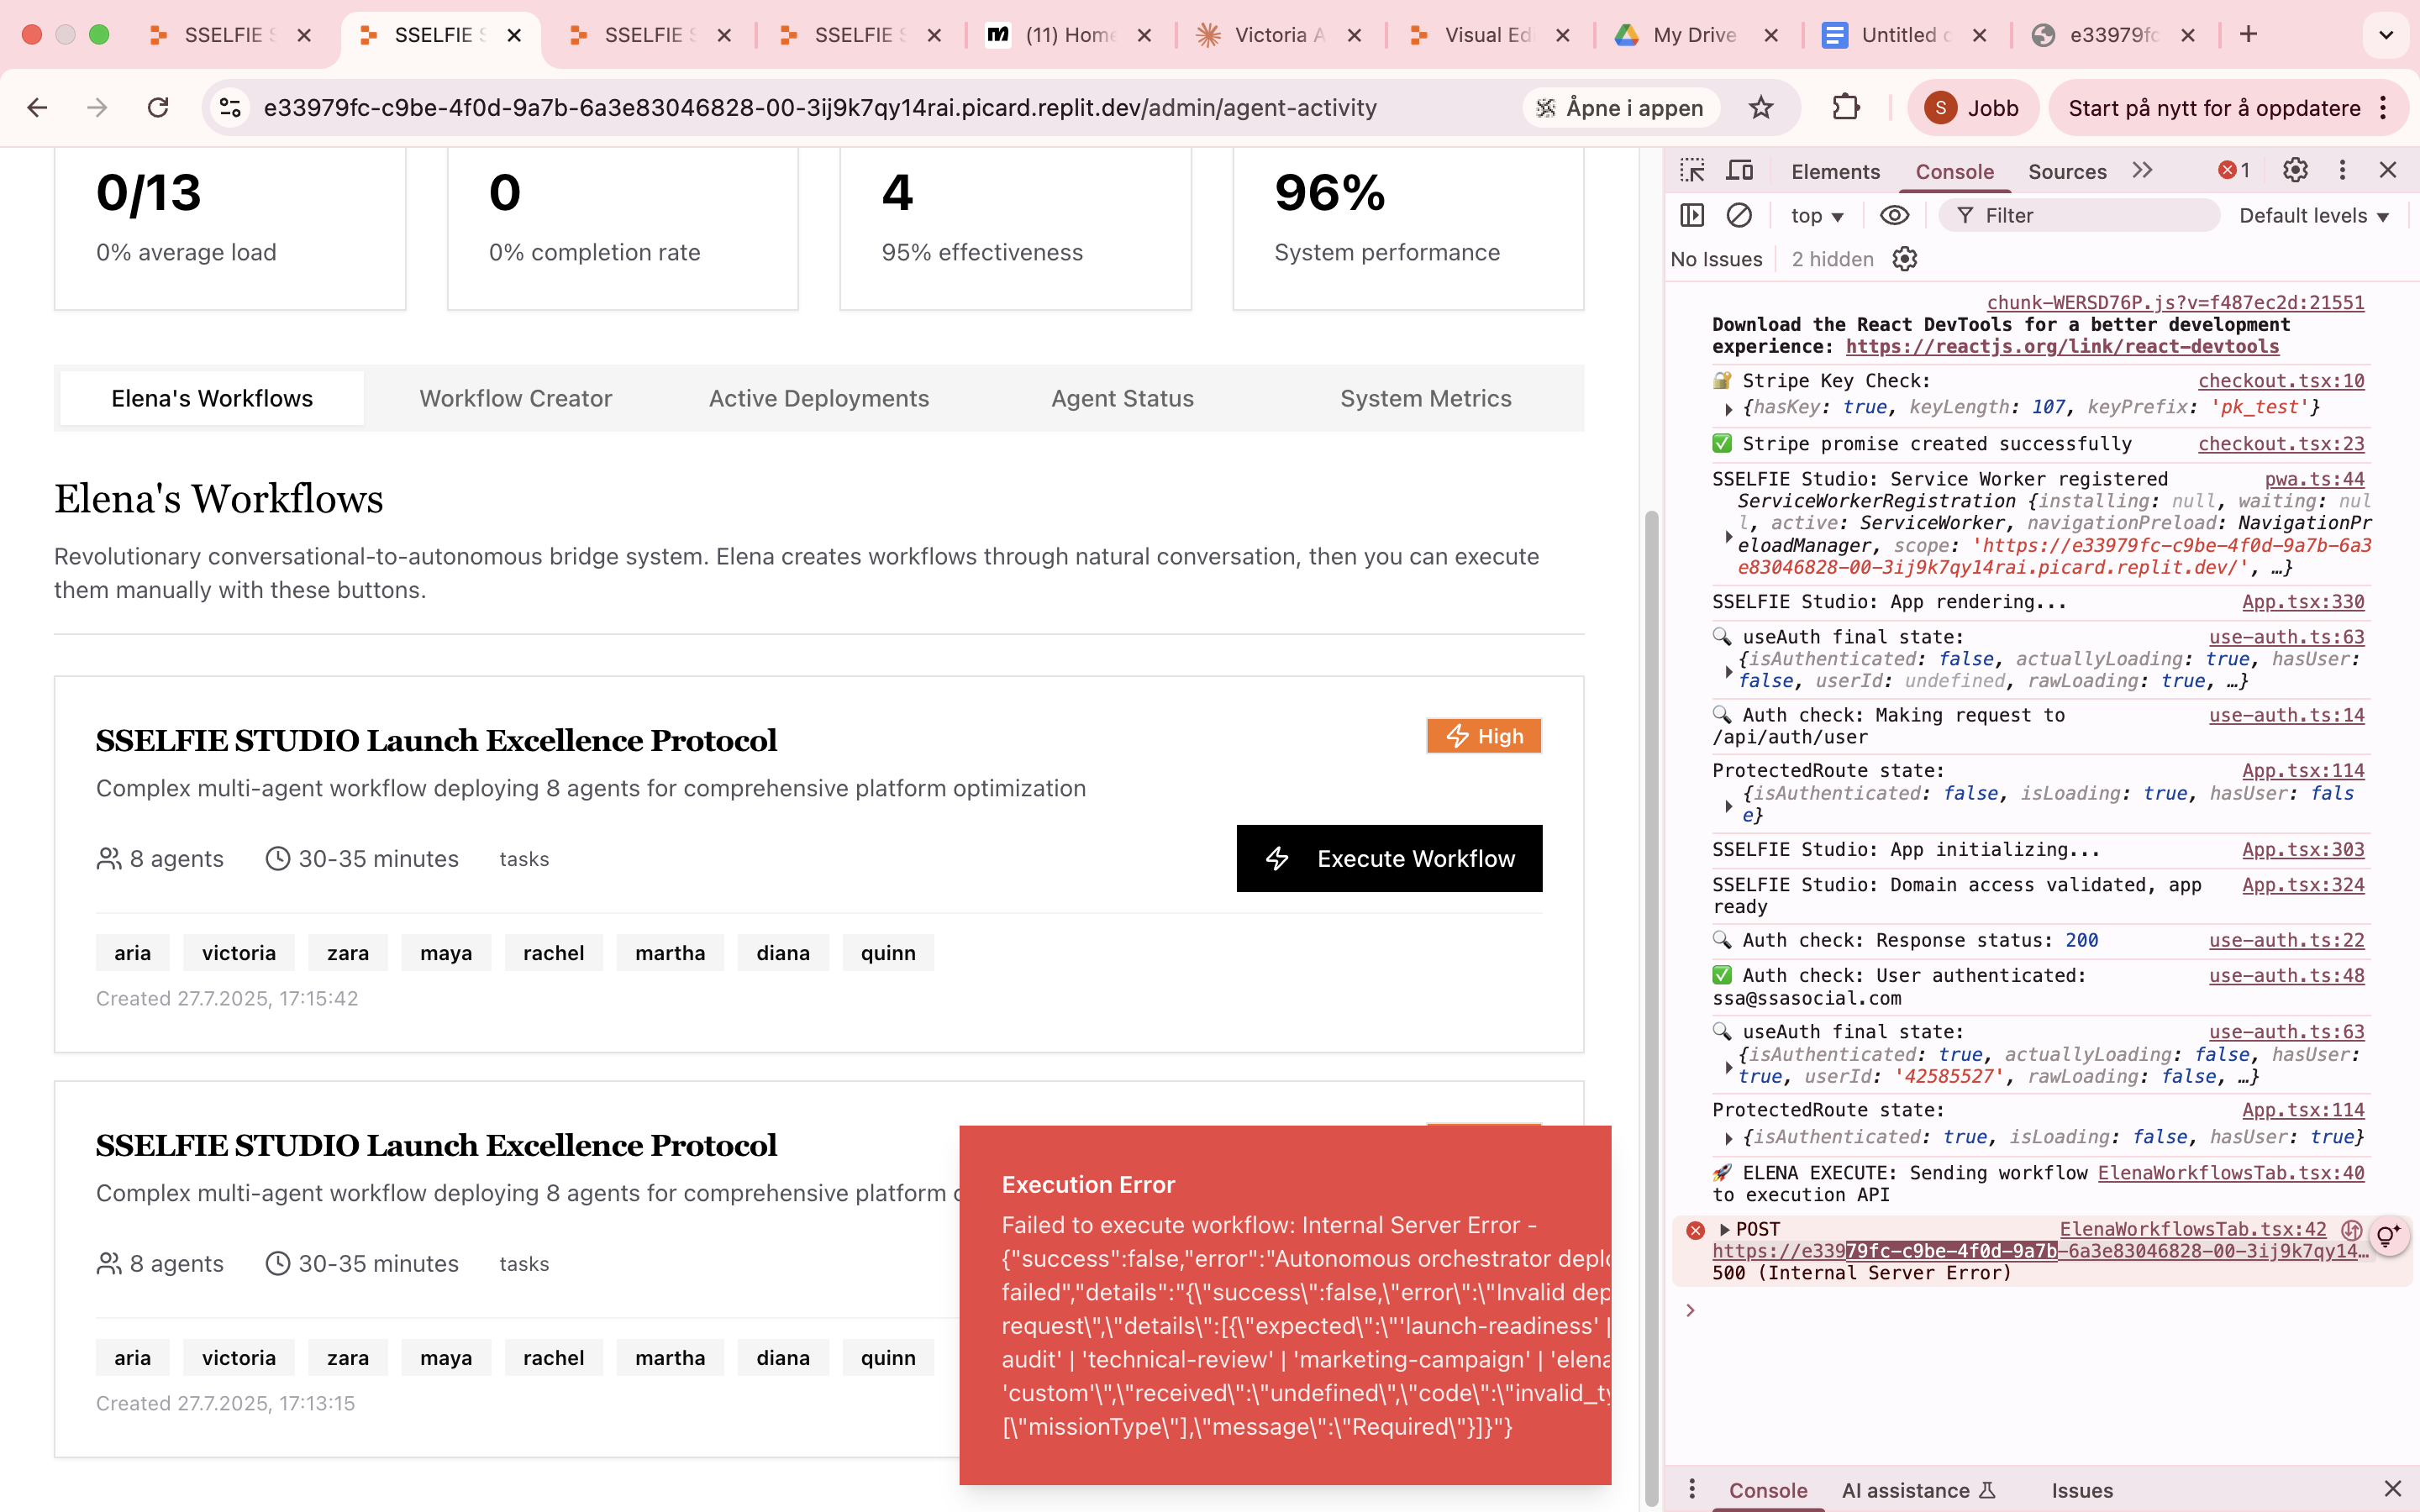 SSELFIE S
SSELFIE S
SSELFIE S
SSELFIE S
(11) Home
Victoria A
Visual Edi
My Drive
Untitled d
e33979fc
e33979fc-c9be-4f0d-9a7b-6a3e83046828-00-3ij9k7qy14rai.picard.replit.dev/admin/agent-activity
Åpne i appen
S Jobb
Start på nytt for å oppdatere
0/13
0% average load
0
0% completion rate
4
95% effectiveness
96%
System performance
Elena's Workflows
Workflow Creator
Active Deployments
Agent Status
System Metrics
Elena's Workflows
Revolutionary conversational-to-autonomous bridge system. Elena creates workflows through natural conversation, then you can execute
them manually with these buttons.
SSELFIE STUDIO Launch Excellence Protocol
High
Complex multi-agent workflow deploying 8 agents for comprehensive platform optimization
8 agents 30-35 minutes tasks
Execute Workflow
aria victoria zara maya rachel martha diana quinn
Created 27.7.2025, 17:15:42
SSELFIE STUDIO Launch Excellence Protocol
Complex multi-agent workflow deploying 8 agents for comprehensive platform o
8 agents 30-35 minutes tasks
aria victoria zara maya rachel martha diana quinn
Created 27.7.2025, 17:13:15
Execution Error
Failed to execute workflow: Internal Server Error -
{"success":false,"error":"Autonomous orchestrator deplo
failed","details":"{\"success\":false,\"error\":\"Invalid dep
request\",\"details\":[{\"expected\":\"'launch-readiness' |
audit' | 'technical-review' | 'marketing-campaign' | 'elena
'custom'\",\"received\":\"undefined\",\"code\":\"invalid_ty
[\"missionType\"],\"message\":\"Required\"}]}"}
Elements Console Sources 1
top Filter Default levels
No Issues 2 hidden
chunk-WERSD76P.js?v=f487ec2d:21551
Download the React DevTools for a better development
experience: https://reactjs.org/link/react-devtools
🔐 Stripe Key Check: checkout.tsx:10
{hasKey: true, keyLength: 107, keyPrefix: 'pk_test'}
✅ Stripe promise created successfully checkout.tsx:23
SSELFIE Studio: Service Worker registered pwa.ts:44
ServiceWorkerRegistration {installing: null, waiting: nul
l, active: ServiceWorker, navigationPreload: NavigationPr
eloadManager, scope: 'https://e33979fc-c9be-4f0d-9a7b-6a3
e83046828-00-3ij9k7qy14rai.picard.replit.dev/', …}
SSELFIE Studio: App rendering... App.tsx:330
🔍 useAuth final state: use-auth.ts:63
{isAuthenticated: false, actuallyLoading: true, hasUser:
false, userId: undefined, rawLoading: true, …}
🔍 Auth check: Making request to use-auth.ts:14
/api/auth/user
ProtectedRoute state: App.tsx:114
{isAuthenticated: false, isLoading: true, hasUser: fals
e}
SSELFIE Studio: App initializing... App.tsx:303
SSELFIE Studio: Domain access validated, app App.tsx:324
ready
🔍 Auth check: Response status: 200 use-auth.ts:22
✅ Auth check: User authenticated: use-auth.ts:48
ssa@ssasocial.com
🔍 useAuth final state: use-auth.ts:63
{isAuthenticated: true, actuallyLoading: false, hasUser:
true, userId: '42585527', rawLoading: false, …}
ProtectedRoute state: App.tsx:114
{isAuthenticated: true, isLoading: false, hasUser: true}
🚀 ELENA EXECUTE: Sending workflow ElenaWorkflowsTab.tsx:40
to execution API
POST ElenaWorkflowsTab.tsx:42
https://e33979fc-c9be-4f0d-9a7b-6a3e83046828-00-3ij9k7qy14…
500 (Internal Server Error)
Console AI assistance Issues